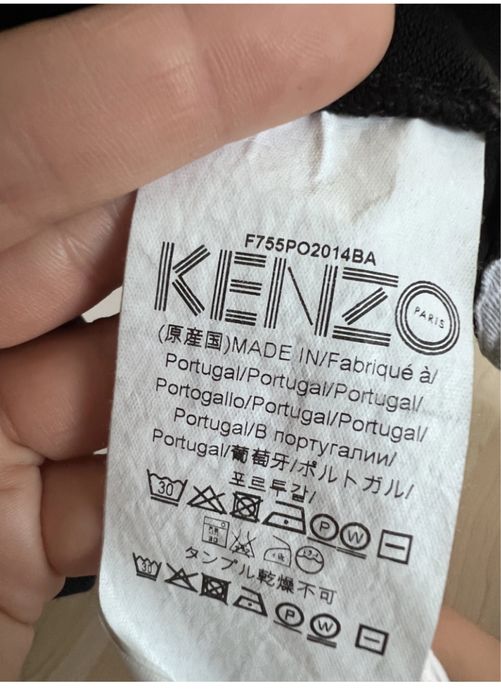 F755PO2014BA
KENZO
PARIS
(原産国)MADE IN/Fabriqué à/
Portugal/Portugal/Portugal/
Portogallo/Portugal/Portugal/
Portugal/В португалии/
Portugal/葡萄牙/ポルトガル/
포르투갈/
30
P W
タンブル乾燥不可
30
P W